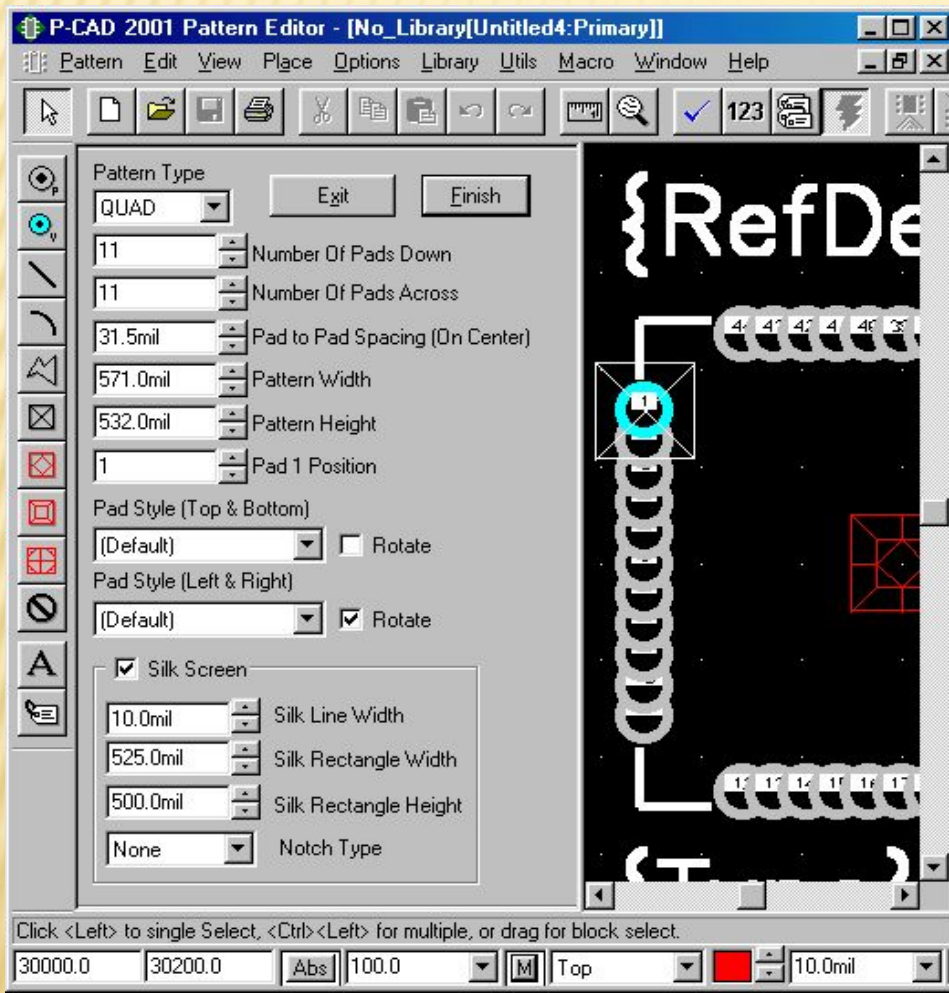 P-CAD 2001 Pattern Editor - [No_Library[Untitled4:Primary]]
Pattern Edit View Place Options Library Utils Macro Window Help
123
Pattern Type
QUAD
Exit
Finish
11
Number Of Pads Down
11
Number Of Pads Across
31.5mil
Pad to Pad Spacing (On Center)
571.0mil
Pattern Width
532.0mil
Pattern Height
1
Pad 1 Position
Pad Style (Top & Bottom)
(Default)
Rotate
Pad Style (Left & Right)
(Default)
Rotate
Silk Screen
10.0mil
Silk Line Width
525.0mil
Silk Rectangle Width
500.0mil
Silk Rectangle Height
None
Notch Type
{RefDe
1
Click <Left> to single Select, <Ctrl><Left> for multiple, or drag for block select.
30000.0
30200.0
Abs
100.0
M
Top
10.0mil